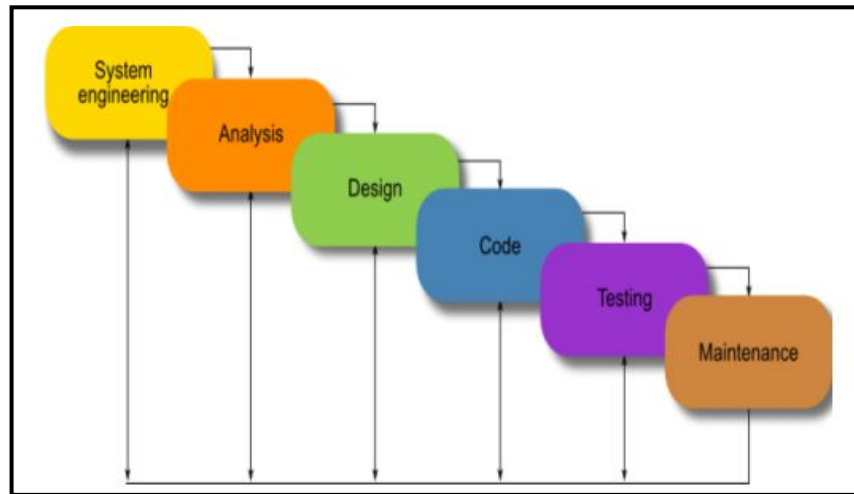 System
engineering
Analysis
Design
Code
Testing
Maintenance